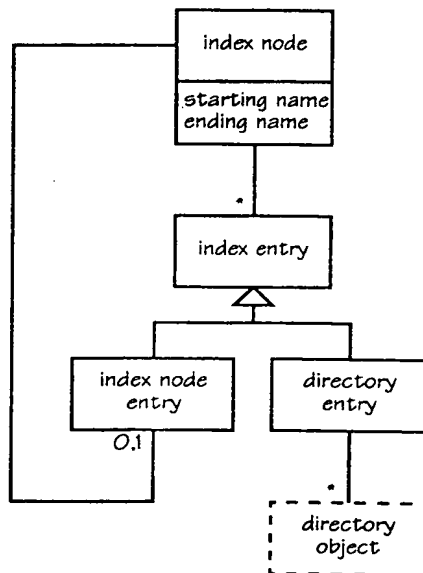 index node
starting name
ending name
*
index entry
index node
entry
directory
entry
0,1
*
directory
object